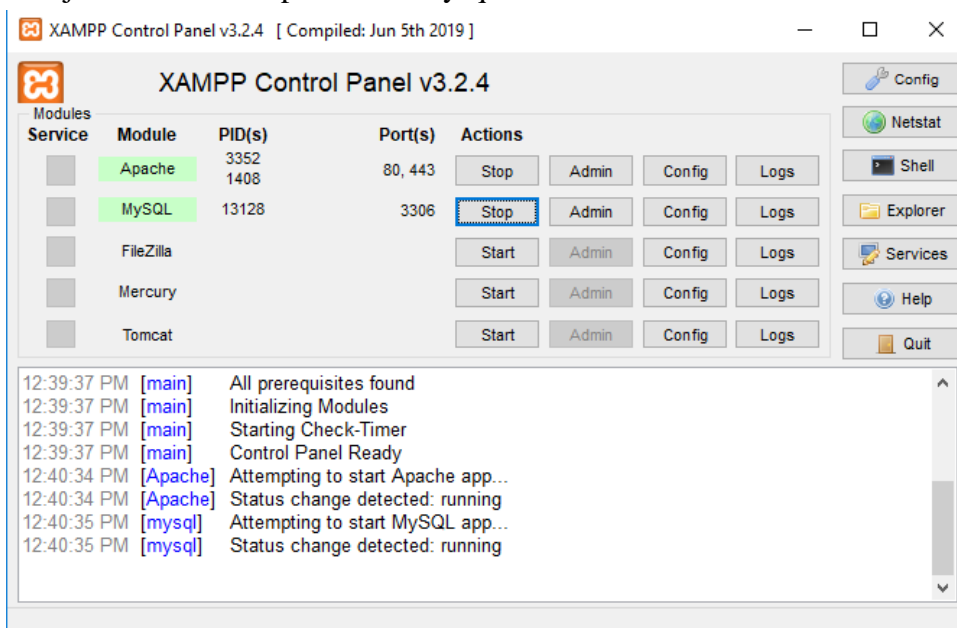 XAMPP Control Panel v3.2.4 [ Compiled: Jun 5th 2019 ]
XAMPP Control Panel v3.2.4
Config
Modules
Service Module PID(s) Port(s) Actions
Netstat
Apache 3352 1408 80, 443 Stop Admin Config Logs
Shell
MySQL 13128 3306 Stop Admin Config Logs
Explorer
FileZilla Start Admin Config Logs
Services
Mercury Start Admin Config Logs
Help
Tomcat Start Admin Config Logs
Quit
12:39:37 PM [main] All prerequisites found
12:39:37 PM [main] Initializing Modules
12:39:37 PM [main] Starting Check-Timer
12:39:37 PM [main] Control Panel Ready
12:40:34 PM [Apache] Attempting to start Apache app...
12:40:34 PM [Apache] Status change detected: running
12:40:35 PM [mysql] Attempting to start MySQL app...
12:40:35 PM [mysql] Status change detected: running